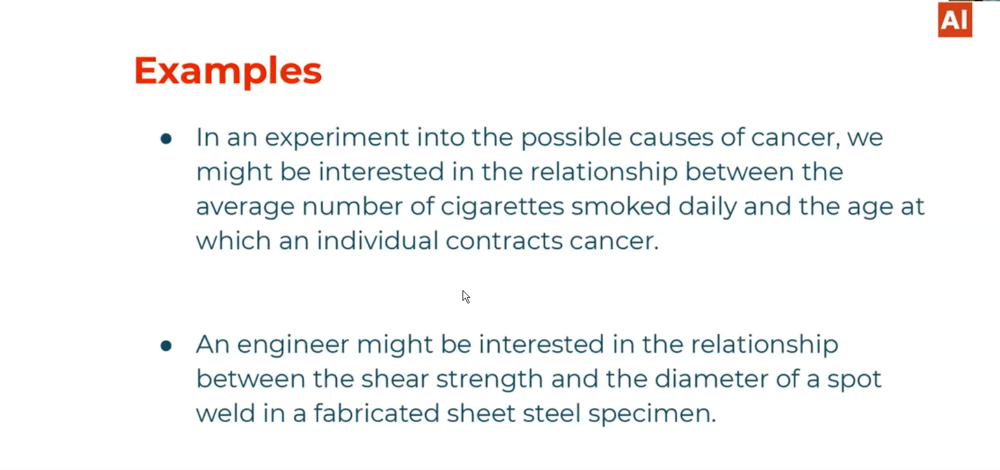 AI
Examples
● In an experiment into the possible causes of cancer, we
might be interested in the relationship between the
average number of cigarettes smoked daily and the age at
which an individual contracts cancer.
● An engineer might be interested in the relationship
between the shear strength and the diameter of a spot
weld in a fabricated sheet steel specimen.